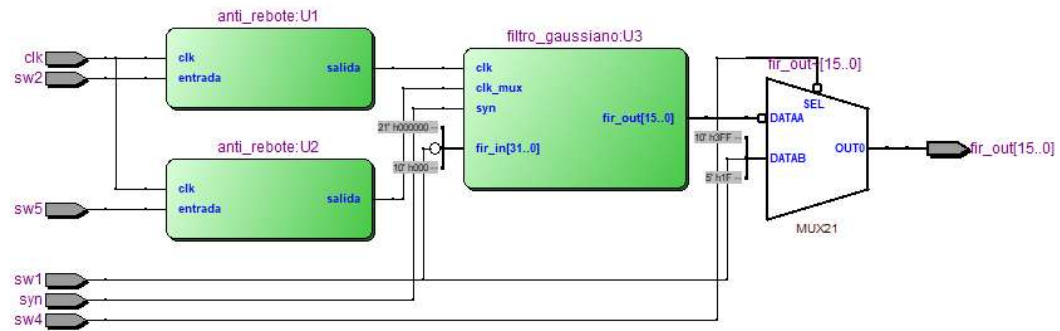 anti_rebote:U1
clk
sw2
clk
entrada
salida
anti_rebote:U2
sw5
clk
entrada
salida
filtro_gaussiano:U3
clk
clk_mux
syn
fir_in[31..0]
fir_out[15..0]
21' h000000 --
10' h000 --
fir_out~[15..0]
SEL
DATAA
DATAB
OUT0
10' h3FF --
5' h1F --
MUX21
fir_out[15..0]
sw1
syn
sw4